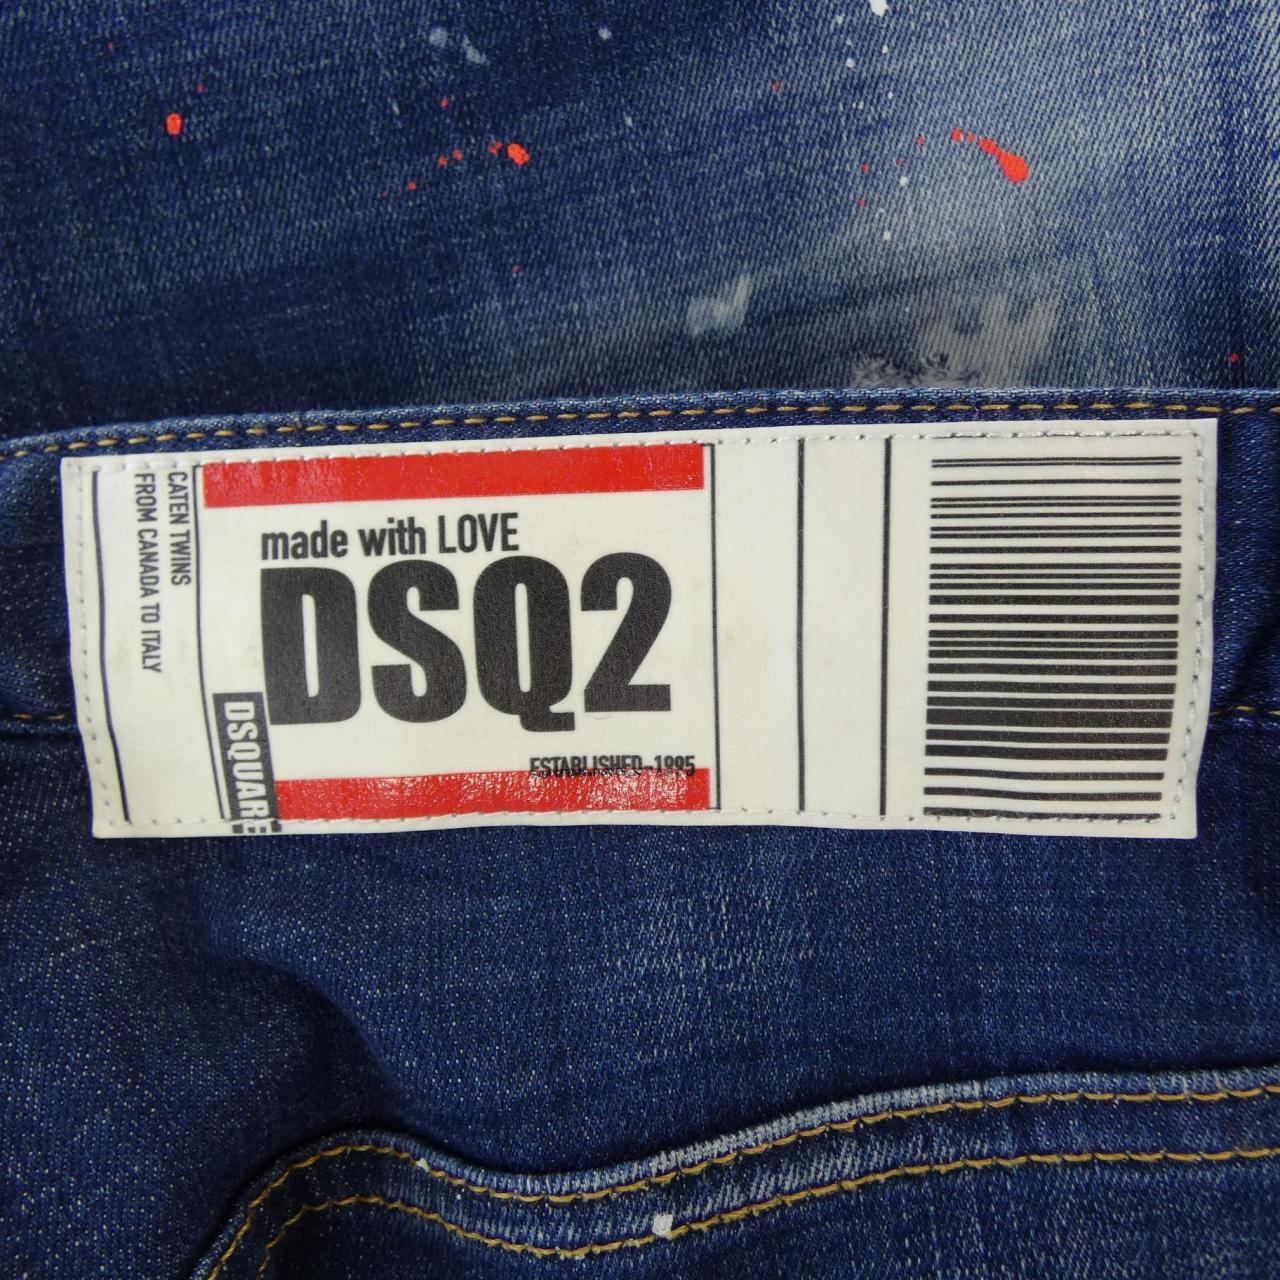 CATEN TWINS
FROM CANADA TO ITALY
made with LOVE
DSQ2
DSQUARE
ESTABLISHED-1995